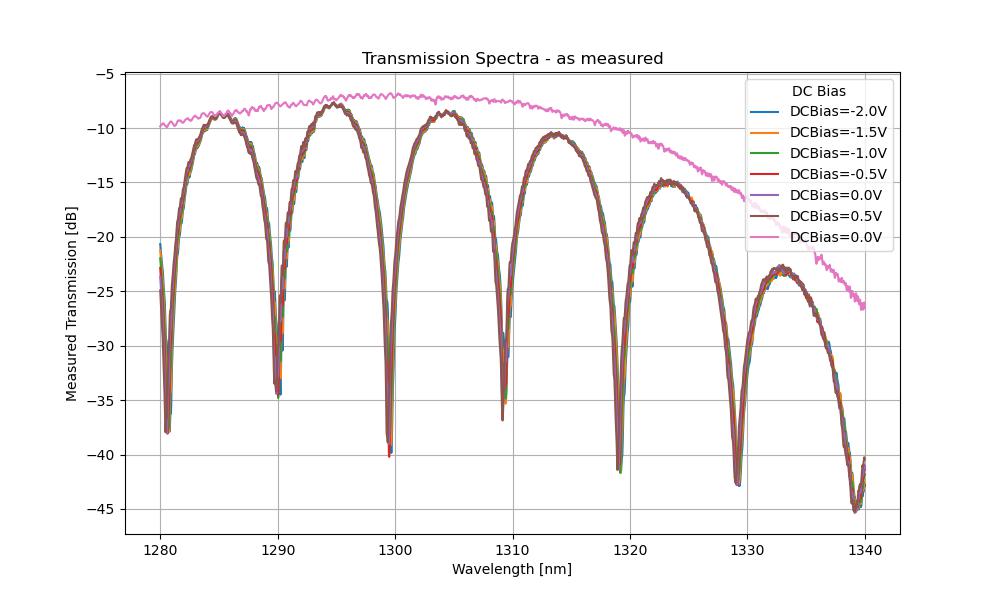 Transmission Spectra - as measured
Measured Transmission [dB]
−5
−10
−15
−20
−25
−30
−35
−40
−45
DC Bias
DCBias=-2.0V
DCBias=-1.5V
DCBias=-1.0V
DCBias=-0.5V
DCBias=0.0V
DCBias=0.5V
DCBias=0.0V
1280 1290 1300 1310 1320 1330 1340
Wavelength [nm]